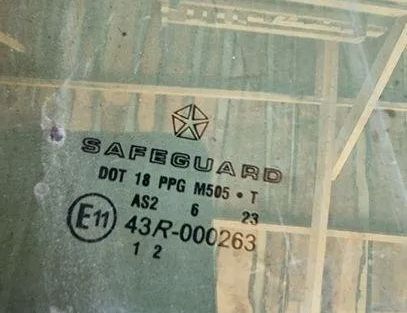 SAFEGUARD
DOT 18 PPG M505 • T
AS2 6 23
E11 43R-000263
1 2